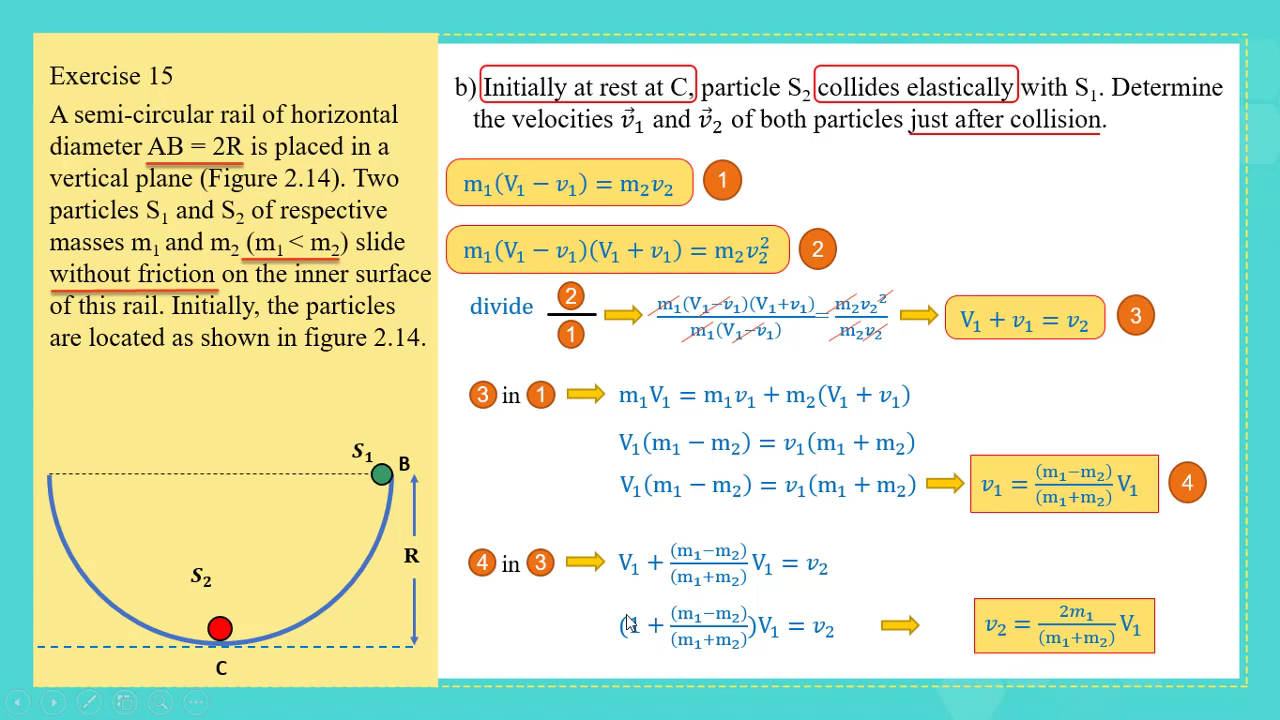 Exercise 15
A semi-circular rail of horizontal
diameter AB = 2R is placed in a
vertical plane (Figure 2.14). Two
particles S₁ and S₂ of respective
masses m₁ and m₂ (m₁ < m₂) slide
without friction on the inner surface
of this rail. Initially, the particles
are located as shown in figure 2.14.
S₁
B
R
S₂
C
b) Initially at rest at C, particle S₂ collides elastically with S₁. Determine
the velocities v⃗₁ and v⃗₂ of both particles just after collision.
m₁(V₁ − v₁) = m₂v₂ 1
m₁(V₁ − v₁)(V₁ + v₁) = m₂v₂² 2
divide 2/1 (m₁(V₁−v₁)(V₁+v₁))/(m₁(V₁−v₁)) = (m₂v₂²)/(m₂v₂) V₁ + v₁ = v₂ 3
3 in 1 m₁V₁ = m₁v₁ + m₂(V₁ + v₁)
V₁(m₁ − m₂) = v₁(m₁ + m₂)
V₁(m₁ − m₂) = v₁(m₁ + m₂) v₁ = (m₁−m₂)/(m₁+m₂) V₁ 4
4 in 3 V₁ + (m₁−m₂)/(m₁+m₂) V₁ = v₂
(1 + (m₁−m₂)/(m₁+m₂))V₁ = v₂ v₂ = 2m₁/(m₁+m₂) V₁